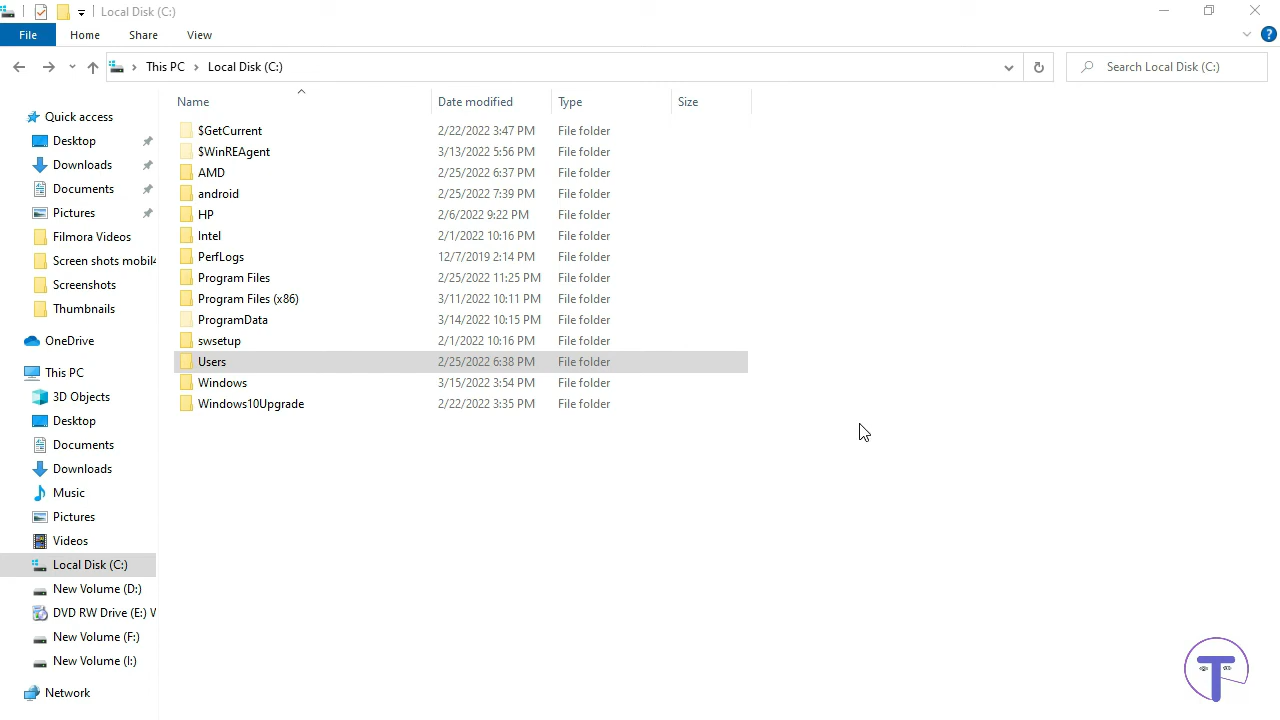 Local Disk (C:)
File Home Share View
This PC Local Disk (C:) Search Local Disk (C:)
Name Date modified Type Size
Quick access
Desktop
Downloads
Documents
Pictures
Filmora Videos
Screen shots mobil
Screenshots
Thumbnails
OneDrive
This PC
3D Objects
Desktop
Documents
Downloads
Music
Pictures
Videos
Local Disk (C:)
New Volume (D:)
DVD RW Drive (E:) V
New Volume (F:)
New Volume (I:)
Network
$GetCurrent 2/22/2022 3:47 PM File folder
$WinREAgent 3/13/2022 5:56 PM File folder
AMD 2/25/2022 6:37 PM File folder
android 2/25/2022 7:39 PM File folder
HP 2/6/2022 9:22 PM File folder
Intel 2/1/2022 10:16 PM File folder
PerfLogs 12/7/2019 2:14 PM File folder
Program Files 2/25/2022 11:25 PM File folder
Program Files (x86) 3/11/2022 10:11 PM File folder
ProgramData 3/14/2022 10:15 PM File folder
swsetup 2/1/2022 10:16 PM File folder
Users 2/25/2022 6:38 PM File folder
Windows 3/15/2022 3:54 PM File folder
Windows10Upgrade 2/22/2022 3:35 PM File folder
T